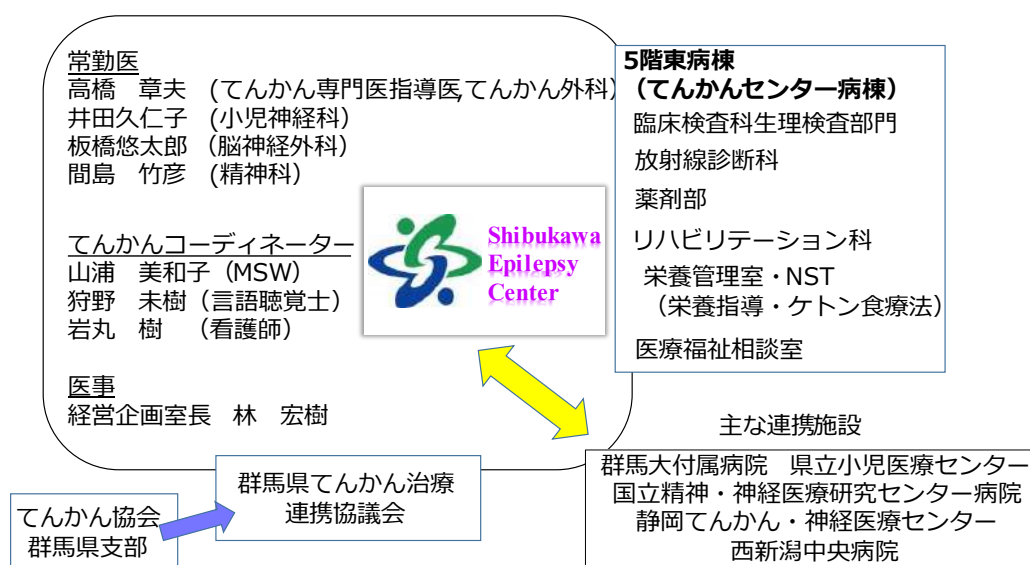 常勤医
高橋　章夫　(てんかん専門医指導医,てんかん外科)
井田久仁子　(小児神経科)
板橋悠太郎　(脳神経外科)
間島　竹彦　(精神科)
てんかんコーディネーター
山浦　美和子 (MSW)
狩野　未樹 (言語聴覚士)
岩丸　樹　(看護師)
医事
経営企画室長　林　宏樹
Shibukawa
Epilepsy
Center
5階東病棟
(てんかんセンター病棟)
臨床検査科生理検査部門
放射線診断科
薬剤部
リハビリテーション科
栄養管理室・NST
(栄養指導・ケトン食療法)
医療福祉相談室
群馬県てんかん治療
連携協議会
てんかん協会
群馬県支部
主な連携施設
群馬大付属病院　県立小児医療センター
国立精神・神経医療研究センター病院
静岡てんかん・神経医療センター
西新潟中央病院